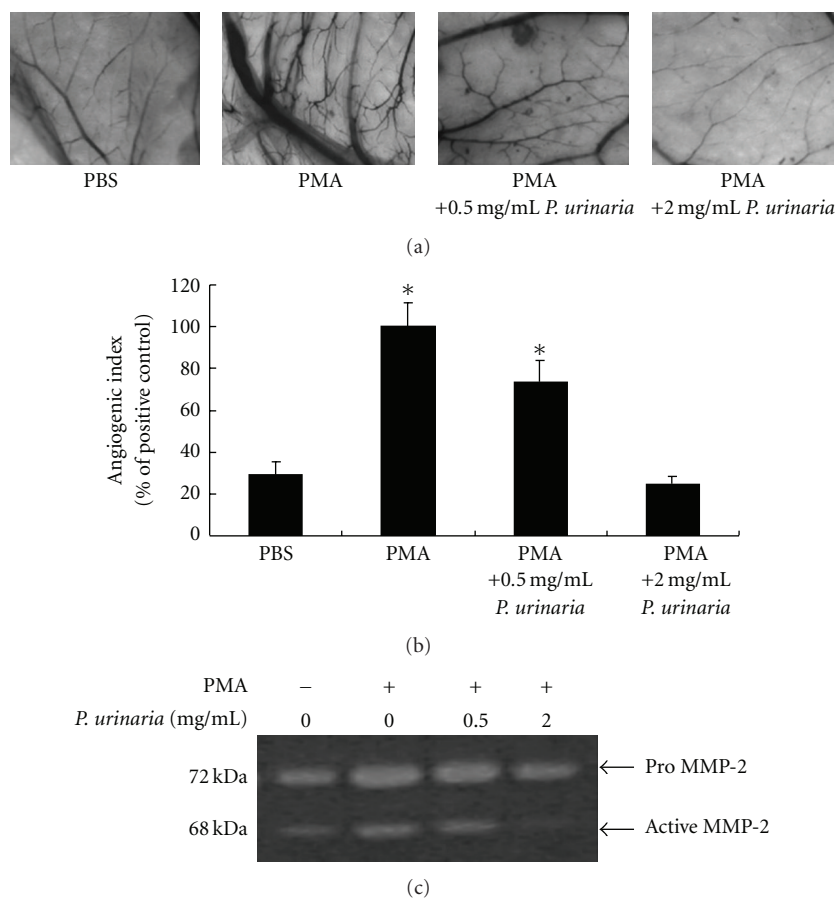 PBS
PMA
PMA
+0.5 mg/mL P. urinaria
PMA
+2 mg/mL P. urinaria
(a)
Angiogenic index
(% of positive control)
120
100
80
60
40
20
0
*
*
PBS
PMA
PMA
+0.5 mg/mL
P. urinaria
PMA
+2 mg/mL
P. urinaria
(b)
PMA − + + +
P. urinaria (mg/mL) 0 0 0.5 2
72 kDa
Pro MMP-2
68 kDa
Active MMP-2
(c)